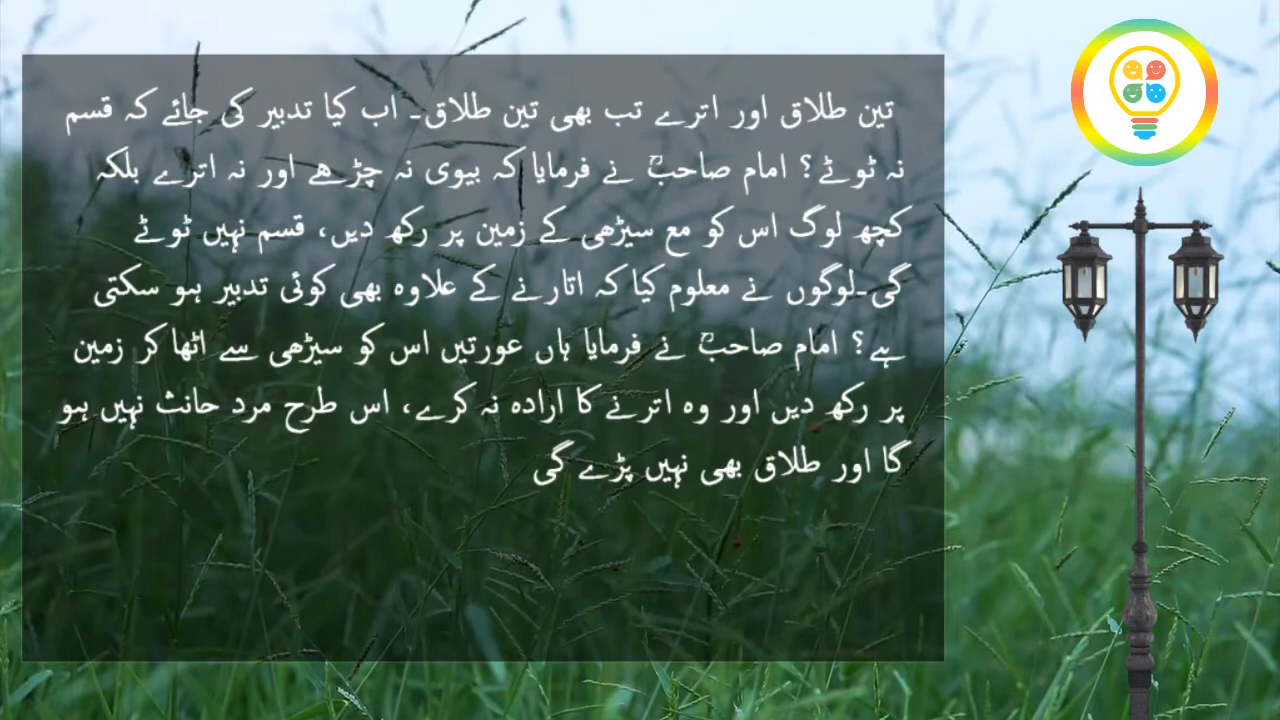 تین طلاق اور اترے تب بھی تین طلاق۔ اب کیا تدبیر کی جائے کہ قسم
نہ ٹوٹے؟ امام صاحبؒ نے فرمایا کہ بیوی نہ چڑھے اور نہ اترے بلکہ
کچھ لوگ اس کو مع سیڑھی کے زمین پر رکھ دیں، قسم نہیں ٹوٹے
گی۔لوگوں نے معلوم کیا کہ اتارنے کے علاوہ بھی کوئی تدبیر ہو سکتی
ہے؟ امام صاحبؒ نے فرمایا ہاں عورتیں اس کو سیڑھی سے اٹھا کر زمین
پر رکھ دیں اور وہ اترنے کا ارادہ نہ کرے، اس طرح مرد حانث نہیں ہو
گا اور طلاق بھی نہیں پڑے گی